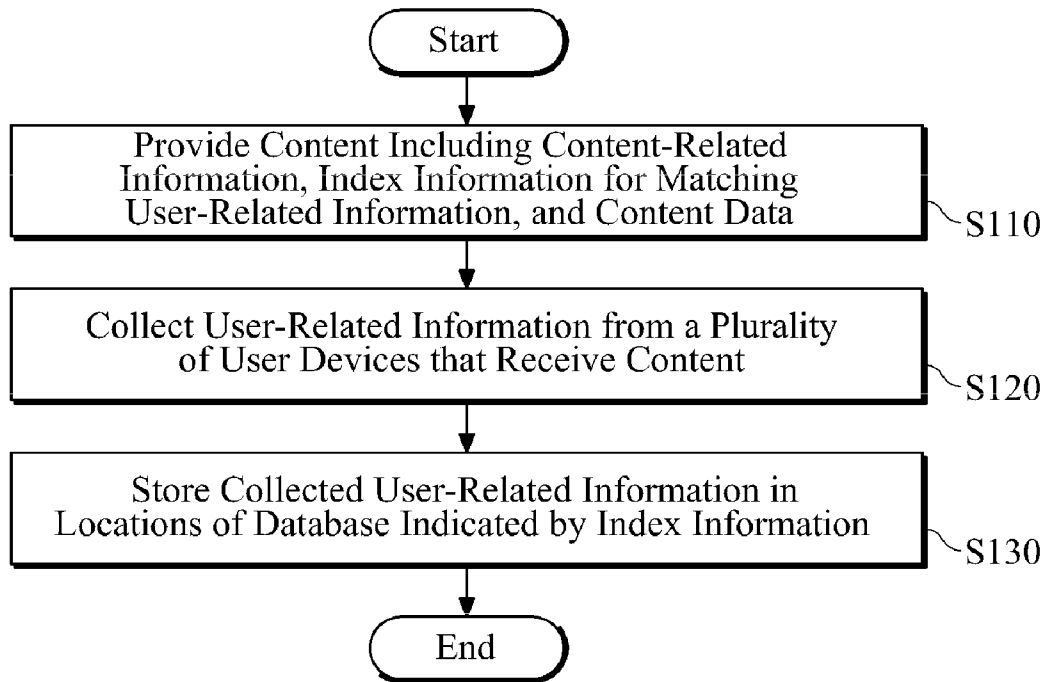 Start
Provide Content Including Content-Related
Information, Index Information for Matching
User-Related Information, and Content Data
S110
Collect User-Related Information from a Plurality
of User Devices that Receive Content
S120
Store Collected User-Related Information in
Locations of Database Indicated by Index Information
S130
End